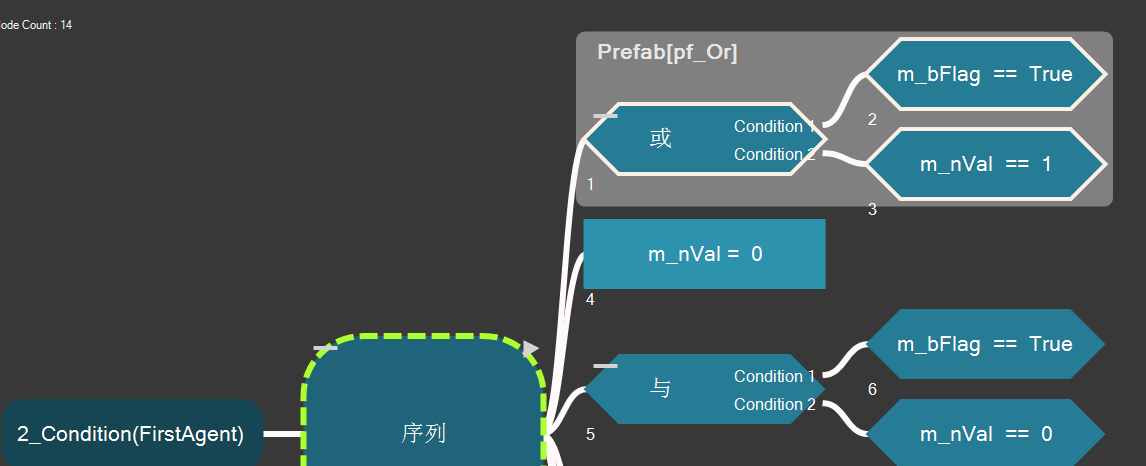 ode Count : 14
Prefab[pf_Or]
m_bFlag == True
2
或
Condition 1
Condition 2
1
m_nVal == 1
3
m_nVal = 0
4
m_bFlag == True
6
与
Condition 1
Condition 2
5
m_nVal == 0
2_Condition(FirstAgent)
序列